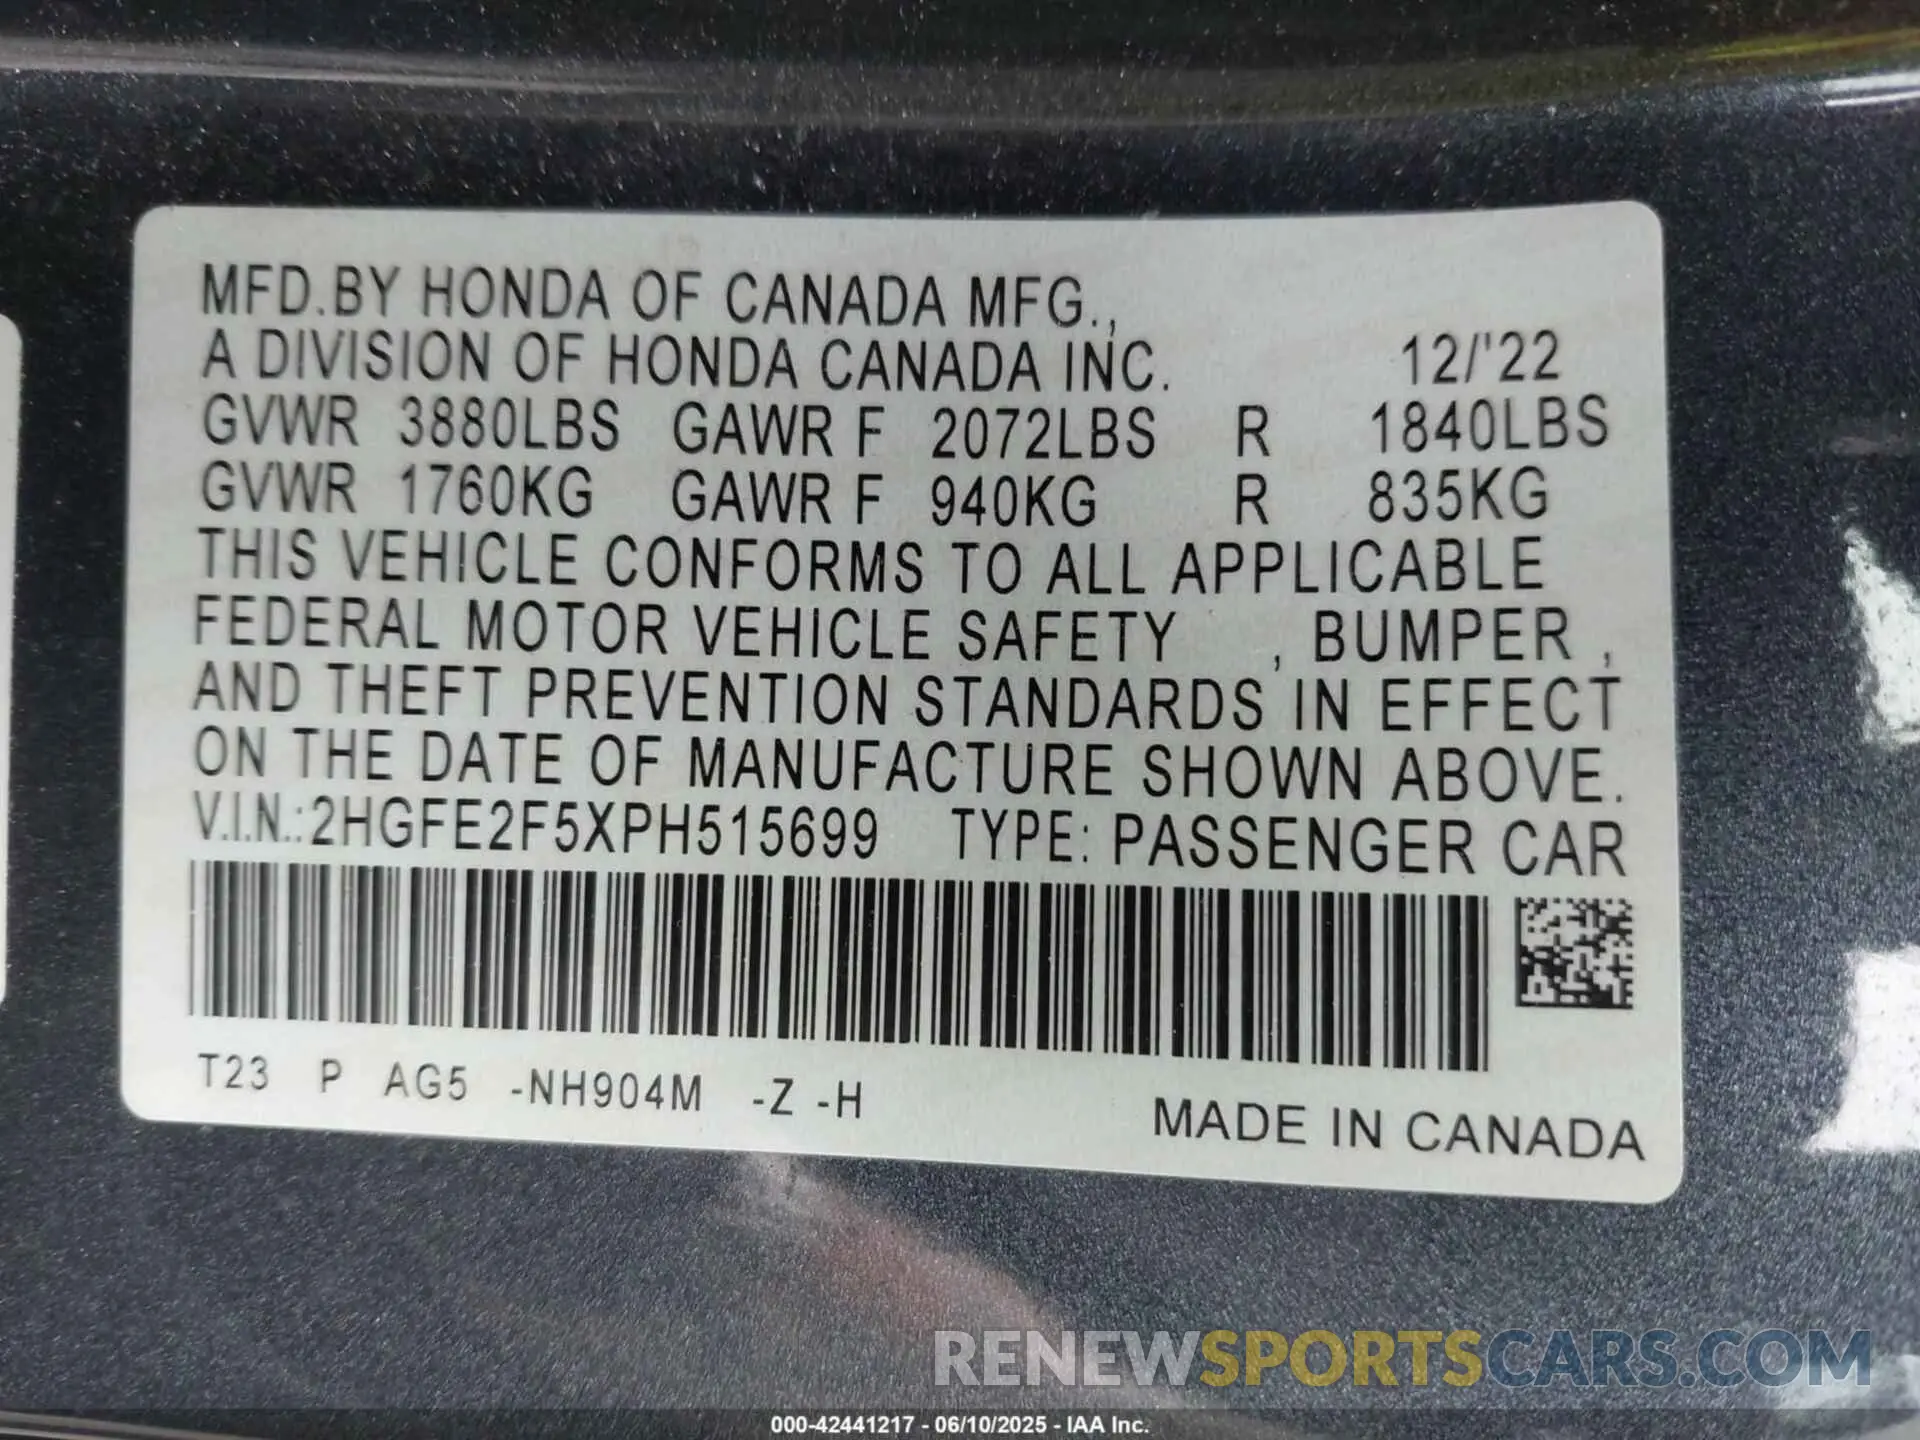 MFD.BY HONDA OF CANADA MFG.,
A DIVISION OF HONDA CANADA INC. 12/'22
GVWR 3880LBS GAWR F 2072LBS R 1840LBS
GVWR 1760KG GAWR F 940KG R 835KG
THIS VEHICLE CONFORMS TO ALL APPLICABLE
FEDERAL MOTOR VEHICLE SAFETY , BUMPER ,
AND THEFT PREVENTION STANDARDS IN EFFECT
ON THE DATE OF MANUFACTURE SHOWN ABOVE.
V.I.N.:2HGFE2F5XPH515699 TYPE: PASSENGER CAR
T23 P AG5 -NH904M -Z -H
MADE IN CANADA
RENEWSPORTSCARS.COM
000-42441217 - 06/10/2025 - IAA Inc.